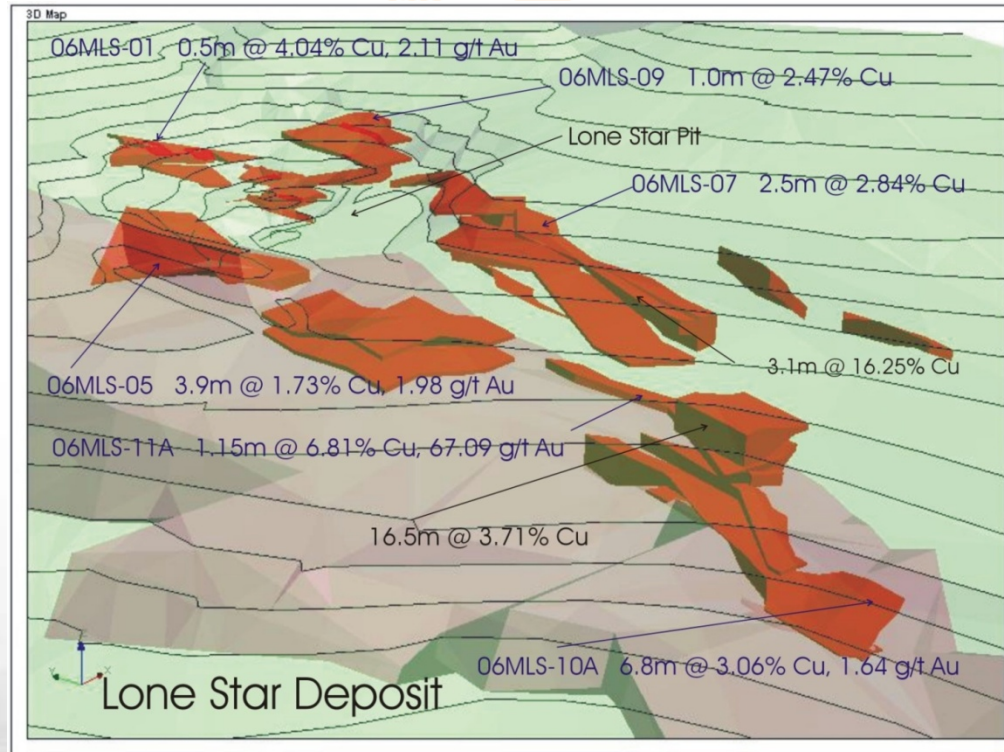 3D Map
06MLS-01 0.5m @ 4.04% Cu, 2.11 g/t Au
06MLS-09 1.0m @ 2.47% Cu
Lone Star Pit
06MLS-07 2.5m @ 2.84% Cu
3.1m @ 16.25% Cu
06MLS-05 3.9m @ 1.73% Cu, 1.98 g/t Au
06MLS-11A 1.15m @ 6.81% Cu, 67.09 g/t Au
16.5m @ 3.71% Cu
06MLS-10A 6.8m @ 3.06% Cu, 1.64 g/t Au
Lone Star Deposit